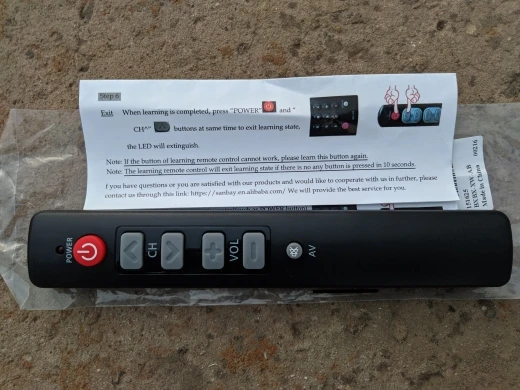 Step 6
Exit When learning is completed, press "POWER" and "
CH∧" buttons at same time to exit learning state,
the LED will extinguish.
Note: If the button of learning remote control cannot work, please learn this button again.
Note: The learning remote control will exit learning state if there is no any button is pressed in 10 seconds.
f you have questions or you are satisfied with our products and would like to cooperate with us in further, please
contact us through this link: https://sanbay.en.alibaba.com/ We will provide the best service for you.
Made in China
POWER
CH
VOL
AV